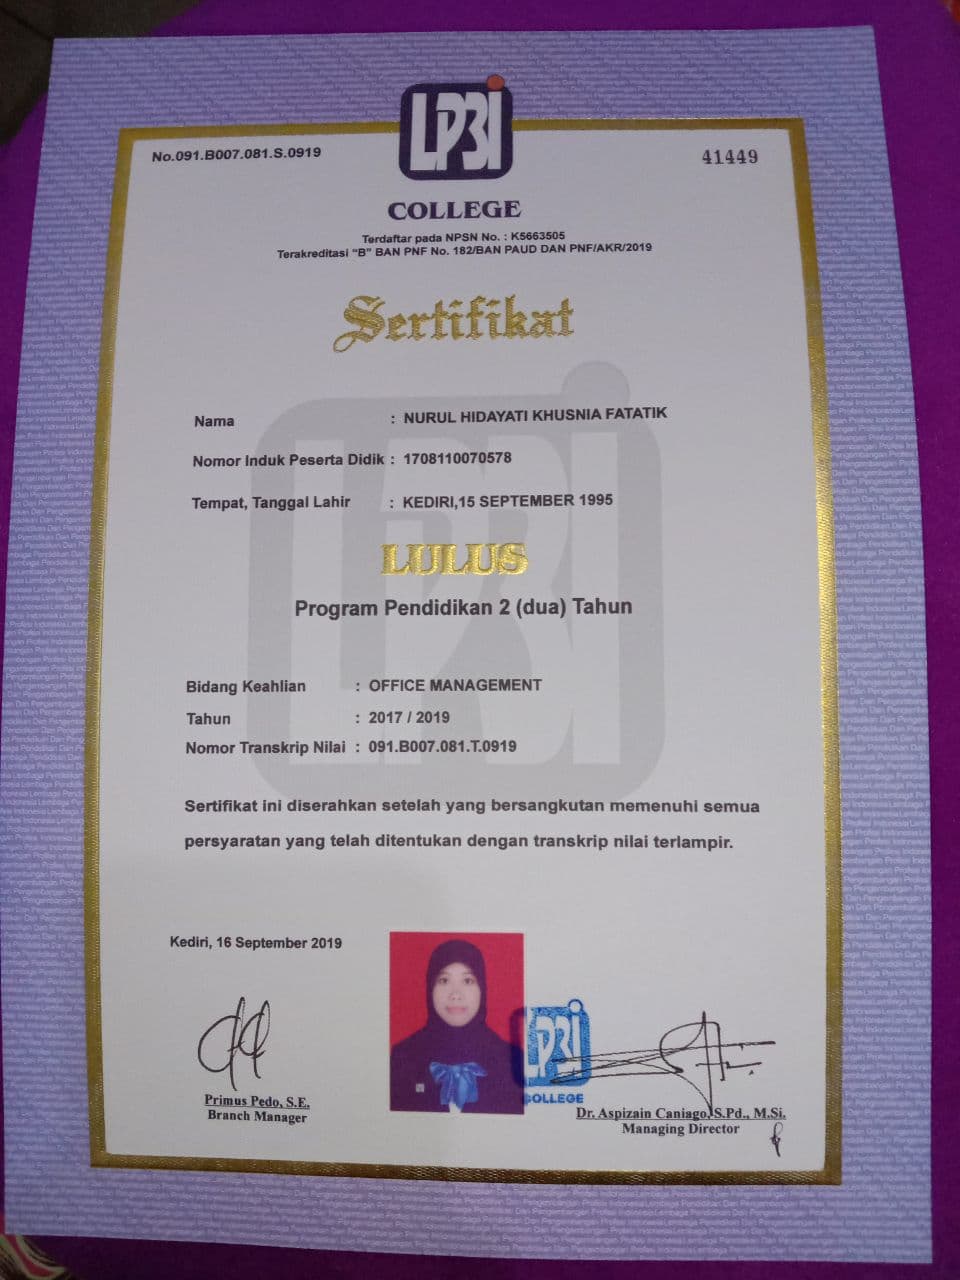 LP3I
No.091.B007.081.S.0919
41449
COLLEGE
Terdaftar pada NPSN No. : K5663505
Terakreditasi "B" BAN PNF No. 182/BAN PAUD DAN PNF/AKR/2019
Sertifikat
Nama : NURUL HIDAYATI KHUSNIA FATATIK
Nomor Induk Peserta Didik : 1708110070578
Tempat, Tanggal Lahir : KEDIRI,15 SEPTEMBER 1995
LULUS
Program Pendidikan 2 (dua) Tahun
Bidang Keahlian : OFFICE MANAGEMENT
Tahun : 2017 / 2019
Nomor Transkrip Nilai : 091.B007.081.T.0919
Sertifikat ini diserahkan setelah yang bersangkutan memenuhi semua
persyaratan yang telah ditentukan dengan transkrip nilai terlampir.
Kediri, 16 September 2019
LP3I
COLLEGE
Primus Pedo, S.E.
Branch Manager
Dr. Aspizain Caniago, S.Pd., M.Si.
Managing Director